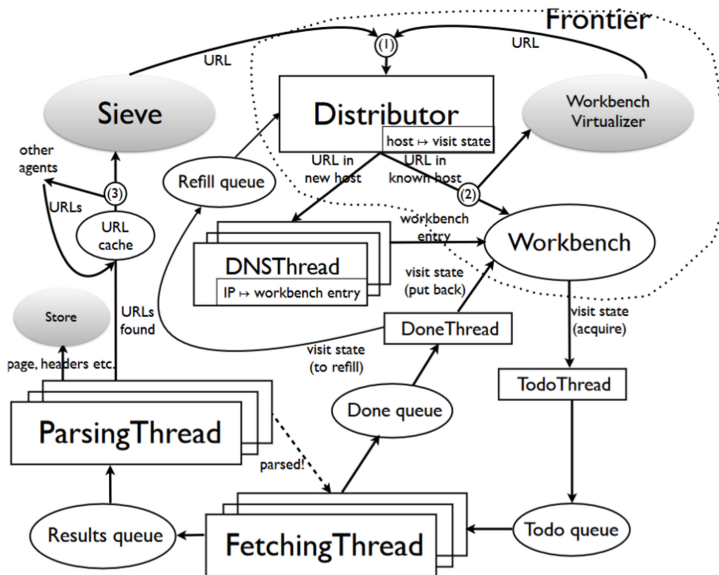 Frontier
(1)
URL
URL
Sieve
Distributor
host ↦ visit state
Workbench
Virtualizer
other
agents
(3)
URLs
URL
cache
Refill queue
URL in
new host
URL in
known host
(2)
workbench
entry
Workbench
DNSThread
IP ↦ workbench entry
visit state
(put back)
Store
URLs
found
DoneThread
visit state
(acquire)
page, headers etc.
visit state
(to refill)
TodoThread
ParsingThread
Done queue
parsed!
Results queue
FetchingThread
Todo queue